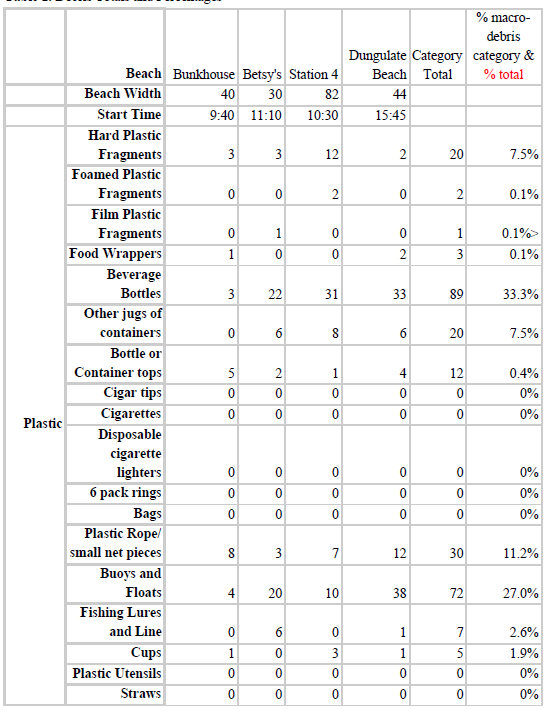 % macro-
debris
Dungulate Category category &
Beach Bunkhouse Betsy's Station 4 Beach Total % total
Beach Width 40 30 82 44
Start Time 9:40 11:10 10:30 15:45
Hard Plastic
Fragments 3 3 12 2 20 7.5%
Foamed Plastic
Fragments 0 0 2 0 2 0.1%
Film Plastic
Fragments 0 1 0 0 1 0.1%>
Food Wrappers 1 0 0 2 3 0.1%
Beverage
Bottles 3 22 31 33 89 33.3%
Other jugs of
containers 0 6 8 6 20 7.5%
Bottle or
Container tops 5 2 1 4 12 0.4%
Cigar tips 0 0 0 0 0 0%
Cigarettes 0 0 0 0 0 0%
Plastic
Disposable
cigarette
lighters 0 0 0 0 0 0%
6 pack rings 0 0 0 0 0 0%
Bags 0 0 0 0 0 0%
Plastic Rope/
small net pieces 8 3 7 12 30 11.2%
Buoys and
Floats 4 20 10 38 72 27.0%
Fishing Lures
and Line 0 6 0 1 7 2.6%
Cups 1 0 3 1 5 1.9%
Plastic Utensils 0 0 0 0 0 0%
Straws 0 0 0 0 0 0%